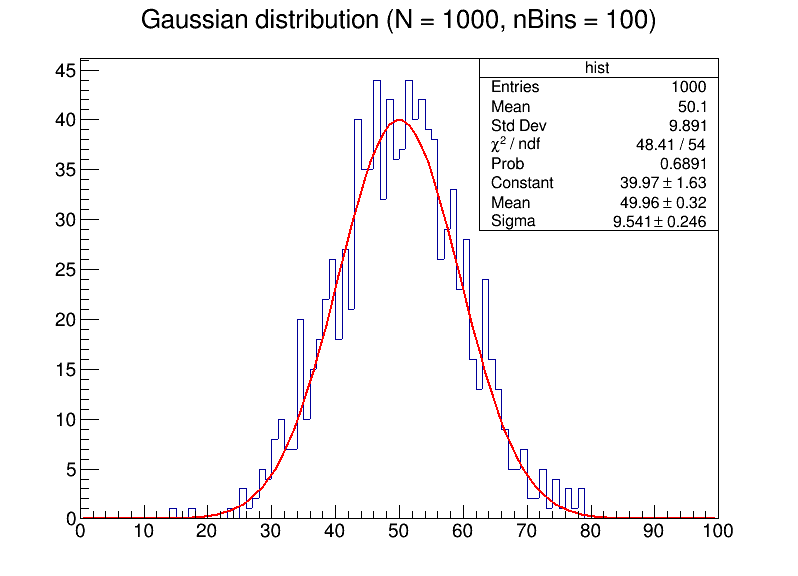 Gaussian distribution (N = 1000, nBins = 100)
hist
Entries 1000
Mean 50.1
Std Dev 9.891
χ² / ndf 48.41 / 54
Prob 0.6891
Constant 39.97 ± 1.63
Mean 49.96 ± 0.32
Sigma 9.541 ± 0.246
45
40
35
30
25
20
15
10
5
0
0 10 20 30 40 50 60 70 80 90 100